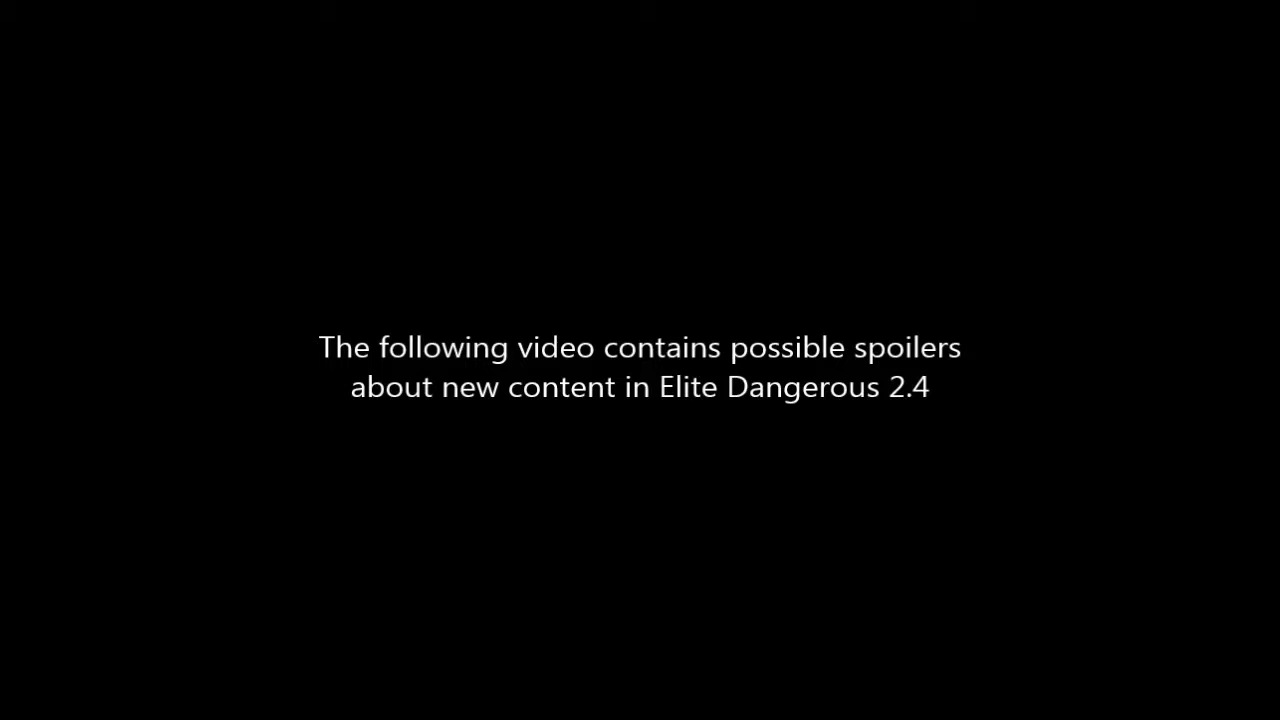 The following video contains possible spoilers
about new content in Elite Dangerous 2.4